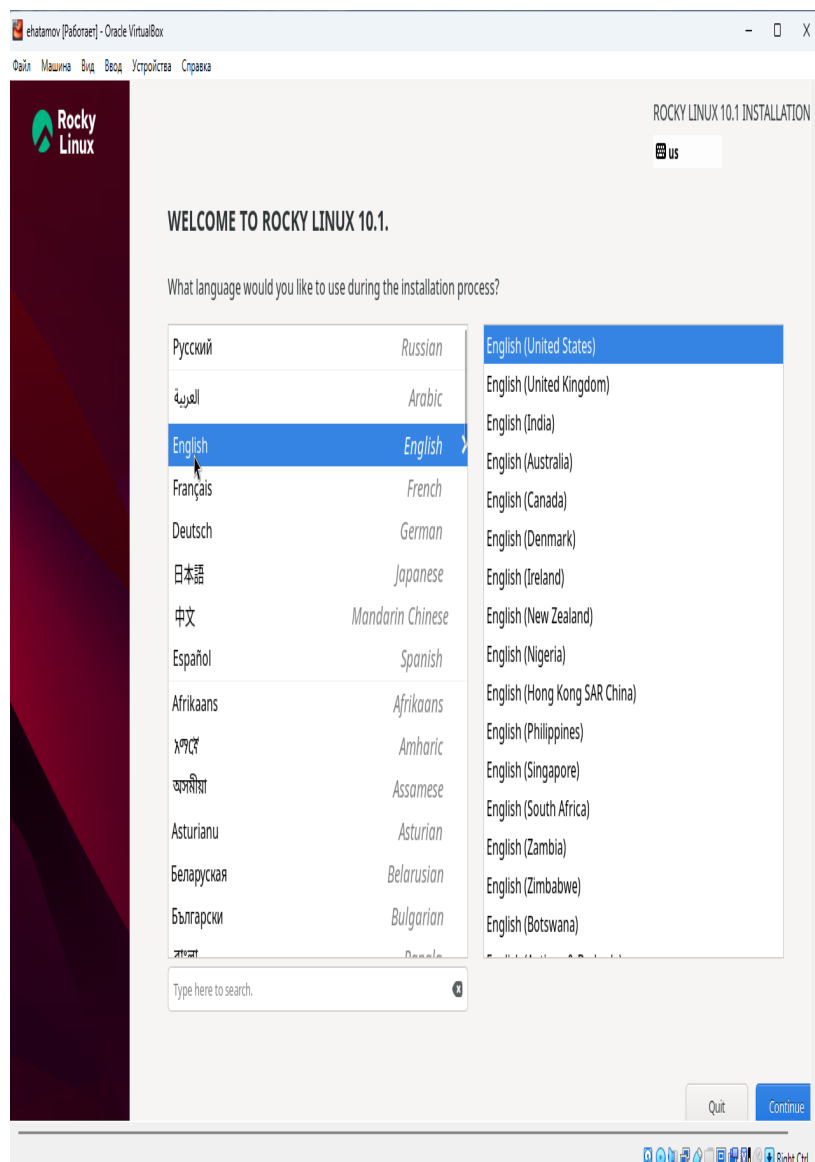 ehatamov [Работает] - Oracle VirtualBox
Файл Машина Вид Ввод Устройства Справка
Rocky
Linux
ROCKY LINUX 10.1 INSTALLATION
us
WELCOME TO ROCKY LINUX 10.1.
What language would you like to use during the installation process?
Русский Russian
العربية Arabic
English English
Français French
Deutsch German
日本語 Japanese
中文 Mandarin Chinese
Español Spanish
Afrikaans Afrikaans
አማርኛ Amharic
অসমীয়া Assamese
Asturianu Asturian
Беларуская Belarusian
Български Bulgarian
English (United States)
English (United Kingdom)
English (India)
English (Australia)
English (Canada)
English (Denmark)
English (Ireland)
English (New Zealand)
English (Nigeria)
English (Hong Kong SAR China)
English (Philippines)
English (Singapore)
English (South Africa)
English (Zambia)
English (Zimbabwe)
English (Botswana)
Type here to search.
Quit Continue
Right Ctrl